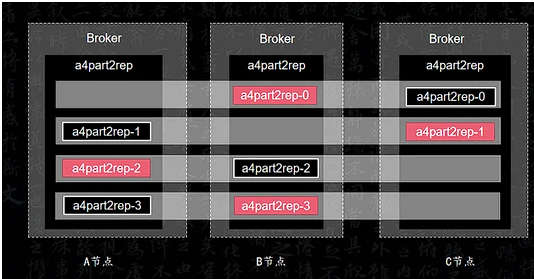 Broker Broker Broker
a4part2rep a4part2rep a4part2rep
a4part2rep-0 a4part2rep-0
a4part2rep-1 a4part2rep-1
a4part2rep-2 a4part2rep-2
a4part2rep-3 a4part2rep-3
A节点 B节点 C节点